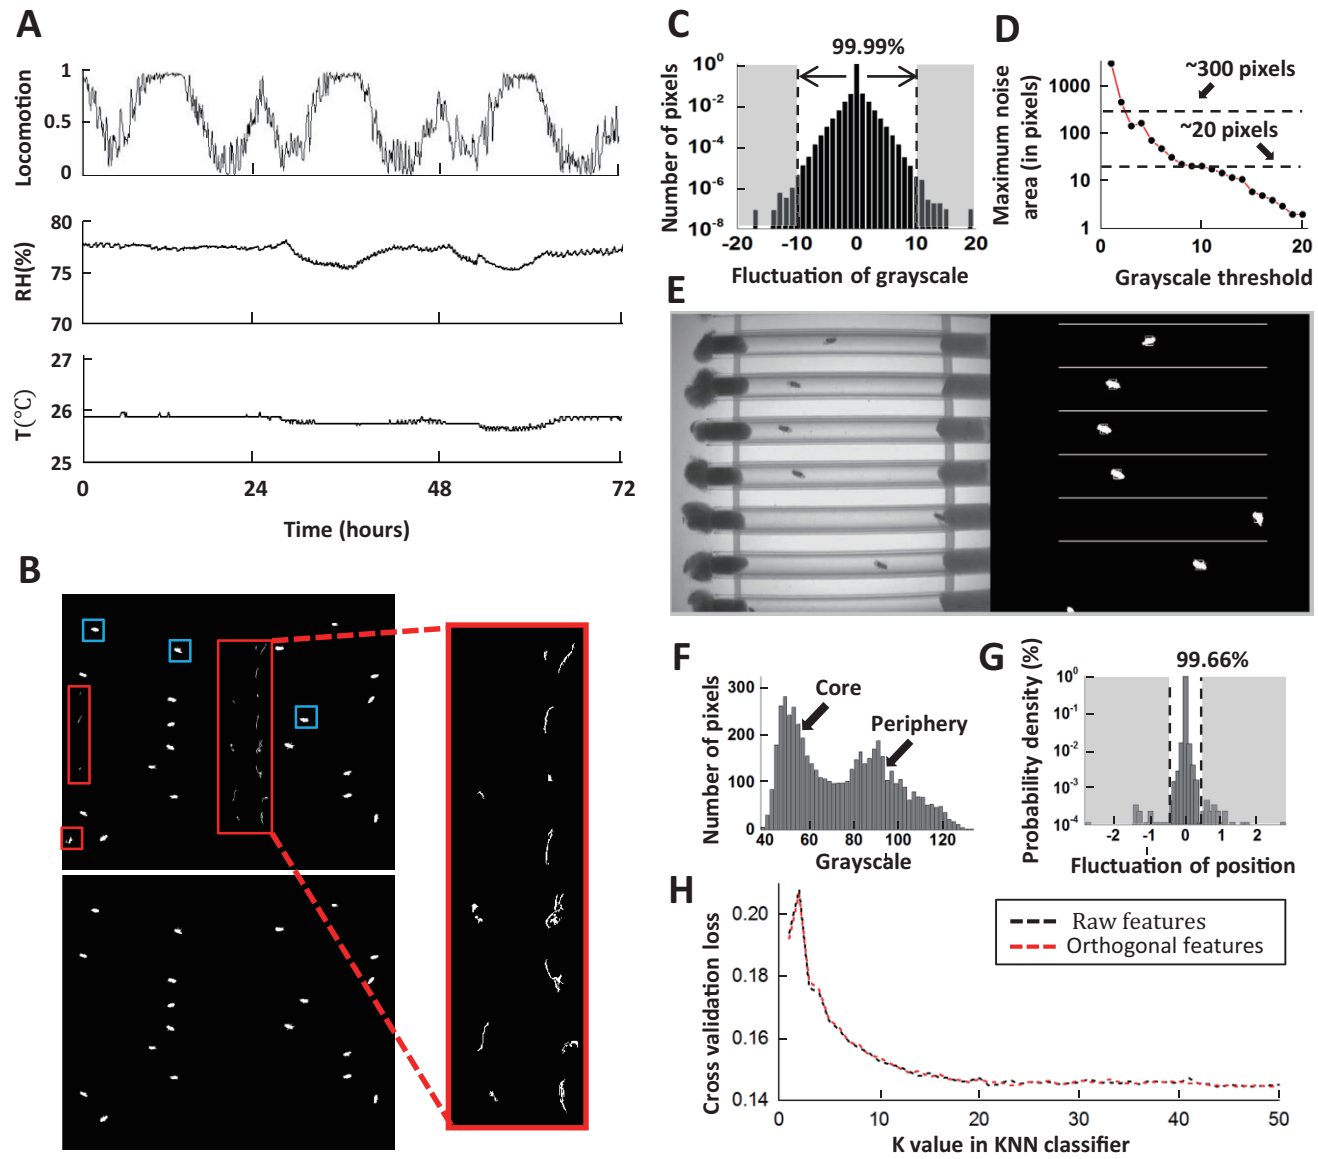 A
Locomotion
1
0.5
0
RH(%)
80
75
70
T(°C)
27
26
25
0 24 48 72
Time (hours)
B
C
99.99%
Number of pixels
10^0
10^-2
10^-4
10^-6
10^-8
-20 -10 0 10 20
Fluctuation of grayscale
D
Maximum noise
area (in pixels)
1000
100
10
1
~300 pixels
~20 pixels
0 10 20
Grayscale threshold
E
F
Number of pixels
300
200
100
0
Core
Periphery
40 60 80 100 120
Grayscale
G
99.66%
Probability density (%)
10^0
10^-1
10^-2
10^-3
10^-4
-2 -1 0 1 2
Fluctuation of position
H
Cross validation loss
0.20
0.18
0.16
0.14
Raw features
Orthogonal features
0 10 20 30 40 50
K value in KNN classifier